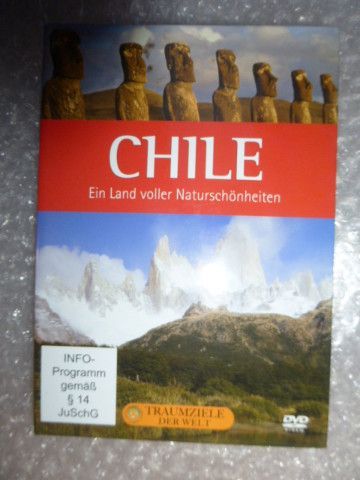 CHILE
Ein Land voller Naturschönheiten
INFO-
Programm
gemäß
§ 14
JuSchG
TRAUMZIELE
DER WELT
DVD